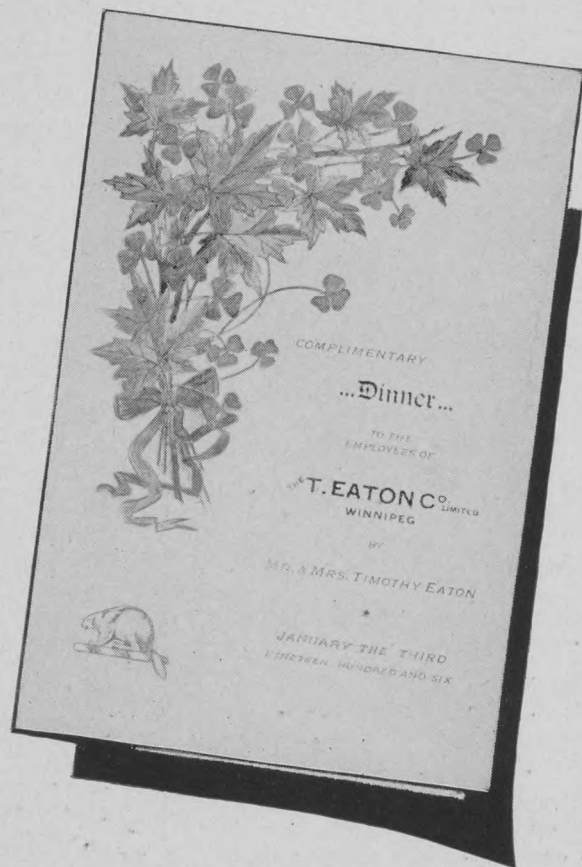 COMPLIMENTARY
...Dinner...
TO THE
EMPLOYEES OF
THE T. EATON Co. LIMITED
WINNIPEG
BY
MR. & MRS. TIMOTHY EATON
JANUARY THE THIRD
NINETEEN HUNDRED AND SIX